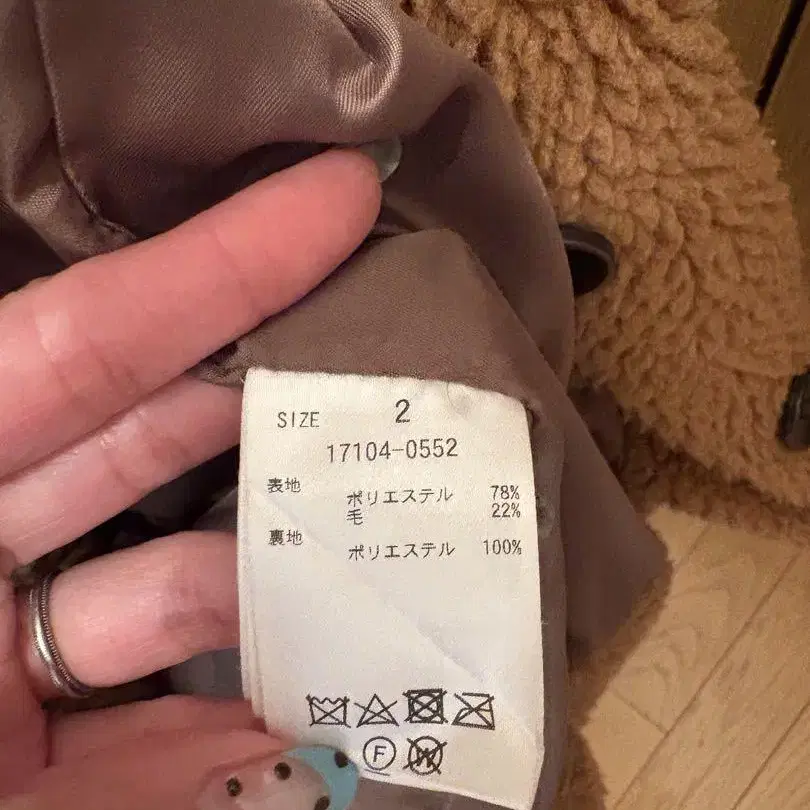 SIZE 2
17104-0552
表地
ポリエステル 78%
毛 22%
裏地
ポリエステル 100%
F W